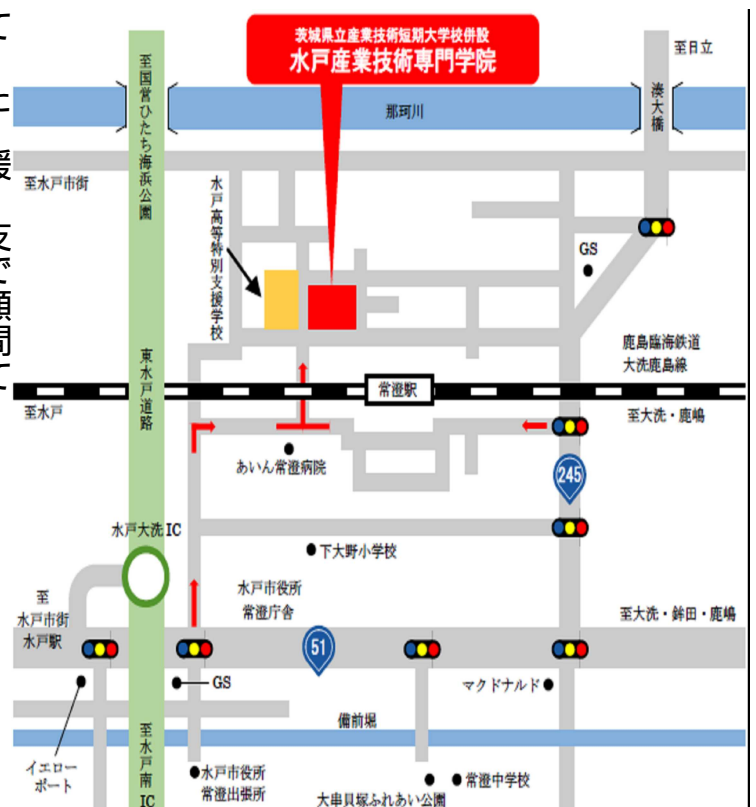 茨城県立産業技術短期大学校併設
水戸産業技術専門学院
至日立
至国営ひたち海浜公園
湊大橋
那珂川
至水戸市街
水戸高等特別支援学校
GS
鹿島臨海鉄道
大洗鹿島線
東水戸道路
常澄駅
至水戸
至大洗・鹿嶋
あいん常澄病院
245
水戸大洗IC
下大野小学校
水戸市役所
常澄庁舎
至
水戸市街
水戸駅
至大洗・鉾田・鹿嶋
51
GS
マクドナルド
備前堀
至水戸南IC
イエロー
ポート
水戸市役所
常澄出張所
常澄中学校
大串貝塚ふれあい公園